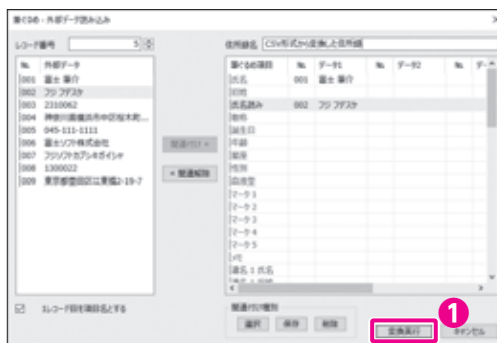 筆ぐるめ - 外部データ読み込み
レコード番号 5
住所録名 CSV形式から変換した住所録
№ 外部データ
001 富士 筆介
002 フジ フデスケ
003 2310062
004 神奈川県横浜市中区桜木町...
005 045-111-1111
006 富士ソフト株式会社
007 フジソフトカブシキガイシャ
008 1300022
009 東京都墨田区江東橋2-19-7
関連付け
関連解除
筆ぐるめ項目 № データ1 № データ2 №
氏名 001 富士 筆介
旧姓
氏名読み 002 フジ フデスケ
敬称
誕生日
年齢
干支
性別
血液型
マーク1
マーク2
マーク3
マーク4
マーク5
メモ
連名1 氏名
1レコード目を項目名とする
関連付け種別
選択 保存 削除
1
変換実行 キャンセル